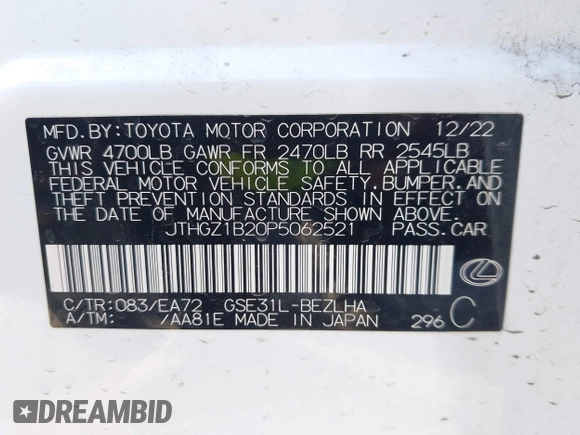 MFD.BY:TOYOTA MOTOR CORPORATION 12/22
GVWR 4700LB GAWR FR 2470LB RR 2545LB
THIS VEHICLE CONFORMS TO ALL APPLICABLE
FEDERAL MOTOR VEHICLE SAFETY,BUMPER,AND
THEFT PREVENTION STANDARDS IN EFFECT ON
THE DATE OF MANUFACTURE SHOWN ABOVE.
JTHGZ1B20P5062521 PASS.CAR
C/TR:083/EA72 GSE31L-BEZLHA
A/TM: /AA81E MADE IN JAPAN 296 C
DREAMBID